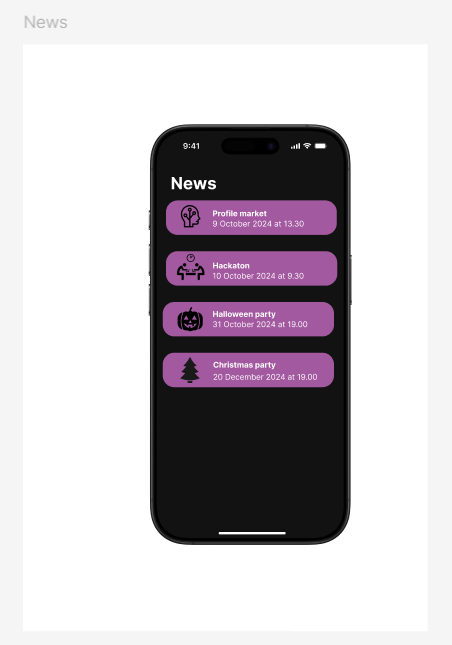 News
9:41
News
Profile market
9 October 2024 at 13.30
Hackaton
10 October 2024 at 9.30
Halloween party
31 October 2024 at 19.00
Christmas party
20 December 2024 at 19.00